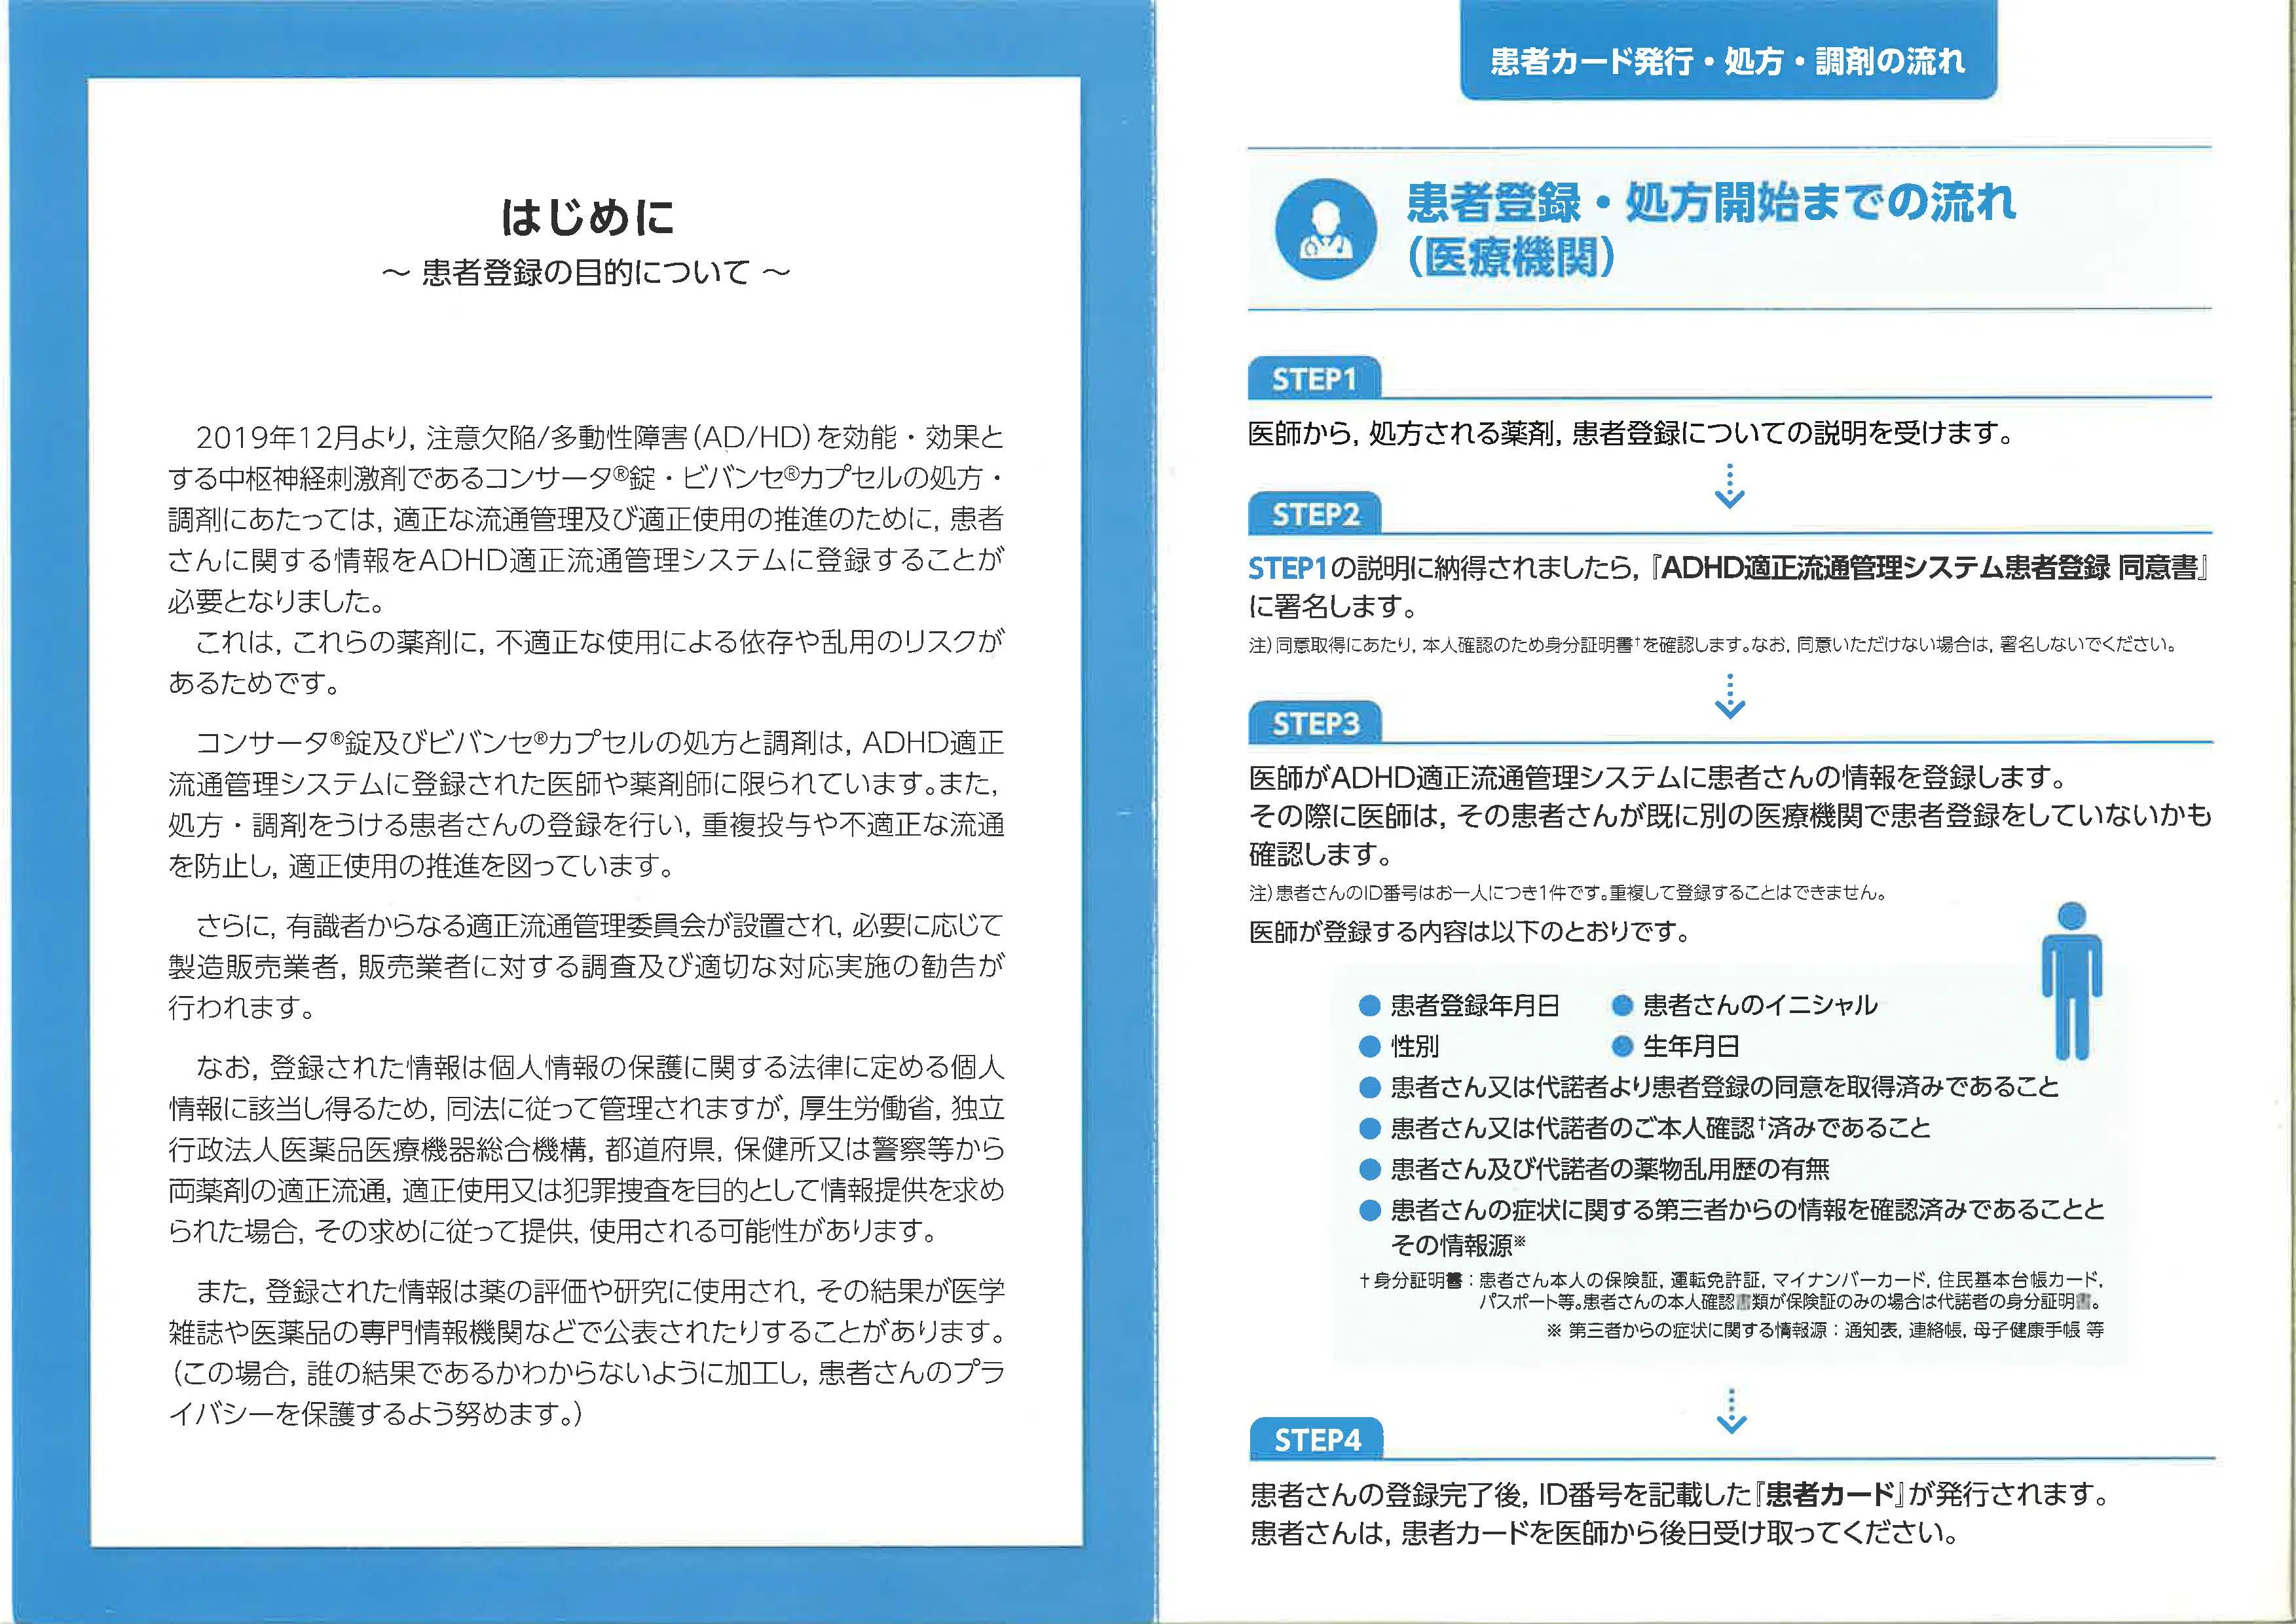 はじめに
〜 患者登録の目的について 〜
2019年12月より, 注意欠陥/多動性障害(AD/HD)を効能・効果と
する中枢神経刺激剤であるコンサータ®錠・ビバンセ®カプセルの処方・
調剤にあたっては, 適正な流通管理及び適正使用の推進のために, 患者
さんに関する情報をADHD適正流通管理システムに登録することが
必要となりました。
これは, これらの薬剤に, 不適正な使用による依存や乱用のリスクが
あるためです。
コンサータ®錠及びビバンセ®カプセルの処方と調剤は, ADHD適正
流通管理システムに登録された医師や薬剤師に限られています。また,
処方・調剤をうける患者さんの登録を行い, 重複投与や不適正な流通
を防止し, 適正使用の推進を図っています。
さらに, 有識者からなる適正流通管理委員会が設置され, 必要に応じて
製造販売業者, 販売業者に対する調査及び適切な対応実施の勧告が
行われます。
なお, 登録された情報は個人情報の保護に関する法律に定める個人
情報に該当し得るため, 同法に従って管理されますが, 厚生労働省, 独立
行政法人医薬品医療機器総合機構, 都道府県, 保健所又は警察等から
両薬剤の適正流通, 適正使用又は犯罪捜査を目的として情報提供を求め
られた場合, その求めに従って提供, 使用される可能性があります。
また, 登録された情報は薬の評価や研究に使用され, その結果が医学
雑誌や医薬品の専門情報機関などで公表されたりすることがあります。
(この場合, 誰の結果であるかわからないように加工し, 患者さんのプラ
イバシーを保護するよう努めます。)
患者カード発行・処方・調剤の流れ
患者登録・処方開始までの流れ
(医療機関)
STEP1
医師から, 処方される薬剤, 患者登録についての説明を受けます。
STEP2
STEP1の説明に納得されましたら, 『ADHD適正流通管理システム患者登録 同意書』
に署名します。
注)同意取得にあたり, 本人確認のため身分証明書†を確認します。なお, 同意いただけない場合は, 署名しないでください。
STEP3
医師がADHD適正流通管理システムに患者さんの情報を登録します。
その際に医師は, その患者さんが既に別の医療機関で患者登録をしていないかも
確認します。
注)患者さんのID番号はお一人につき1件です。重複して登録することはできません。
医師が登録する内容は以下のとおりです。
● 患者登録年月日 ● 患者さんのイニシャル
● 性別 ● 生年月日
● 患者さん又は代諾者より患者登録の同意を取得済みであること
● 患者さん又は代諾者のご本人確認†済みであること
● 患者さん及び代諾者の薬物乱用歴の有無
● 患者さんの症状に関する第三者からの情報を確認済みであることと
その情報源※
†身分証明書：患者さん本人の保険証, 運転免許証, マイナンバーカード, 住民基本台帳カード,
パスポート等。患者さんの本人確認書類が保険証のみの場合は代諾者の身分証明書。
※ 第三者からの症状に関する情報源：通知表, 連絡帳, 母子健康手帳 等
STEP4
患者さんの登録完了後, ID番号を記載した『患者カード』が発行されます。
患者さんは, 患者カードを医師から後日受け取ってください。